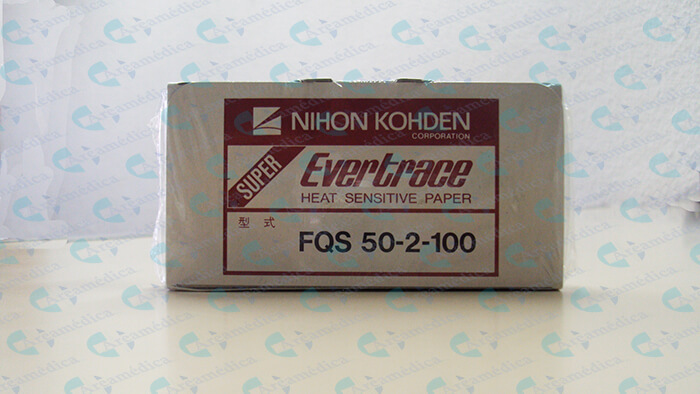 NIHON KOHDEN
CORPORATION
SUPER
Evertrace
HEAT SENSITIVE PAPER
型式
FQS 50-2-100